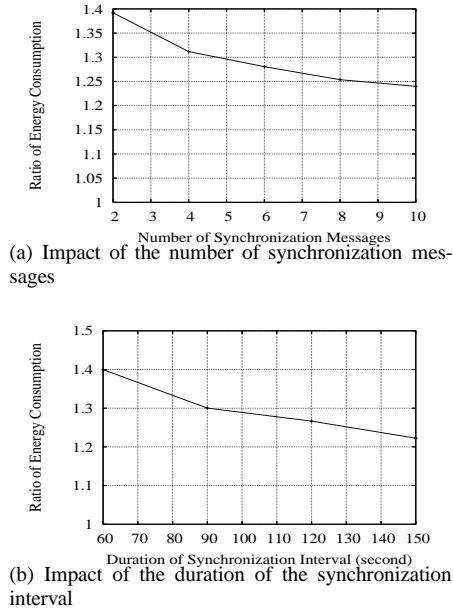 1.4
1.35
1.3
1.25
1.2
1.15
1.1
1.05
1
Ratio of Energy Consumption
2 3 4 5 6 7 8 9 10
Number of Synchronization Messages
(a) Impact of the number of synchronization mes-
sages
1.5
1.4
1.3
1.2
1.1
1
Ratio of Energy Consumption
60 70 80 90 100 110 120 130 140 150
Duration of Synchronization Interval (second)
(b) Impact of the duration of the synchronization
interval